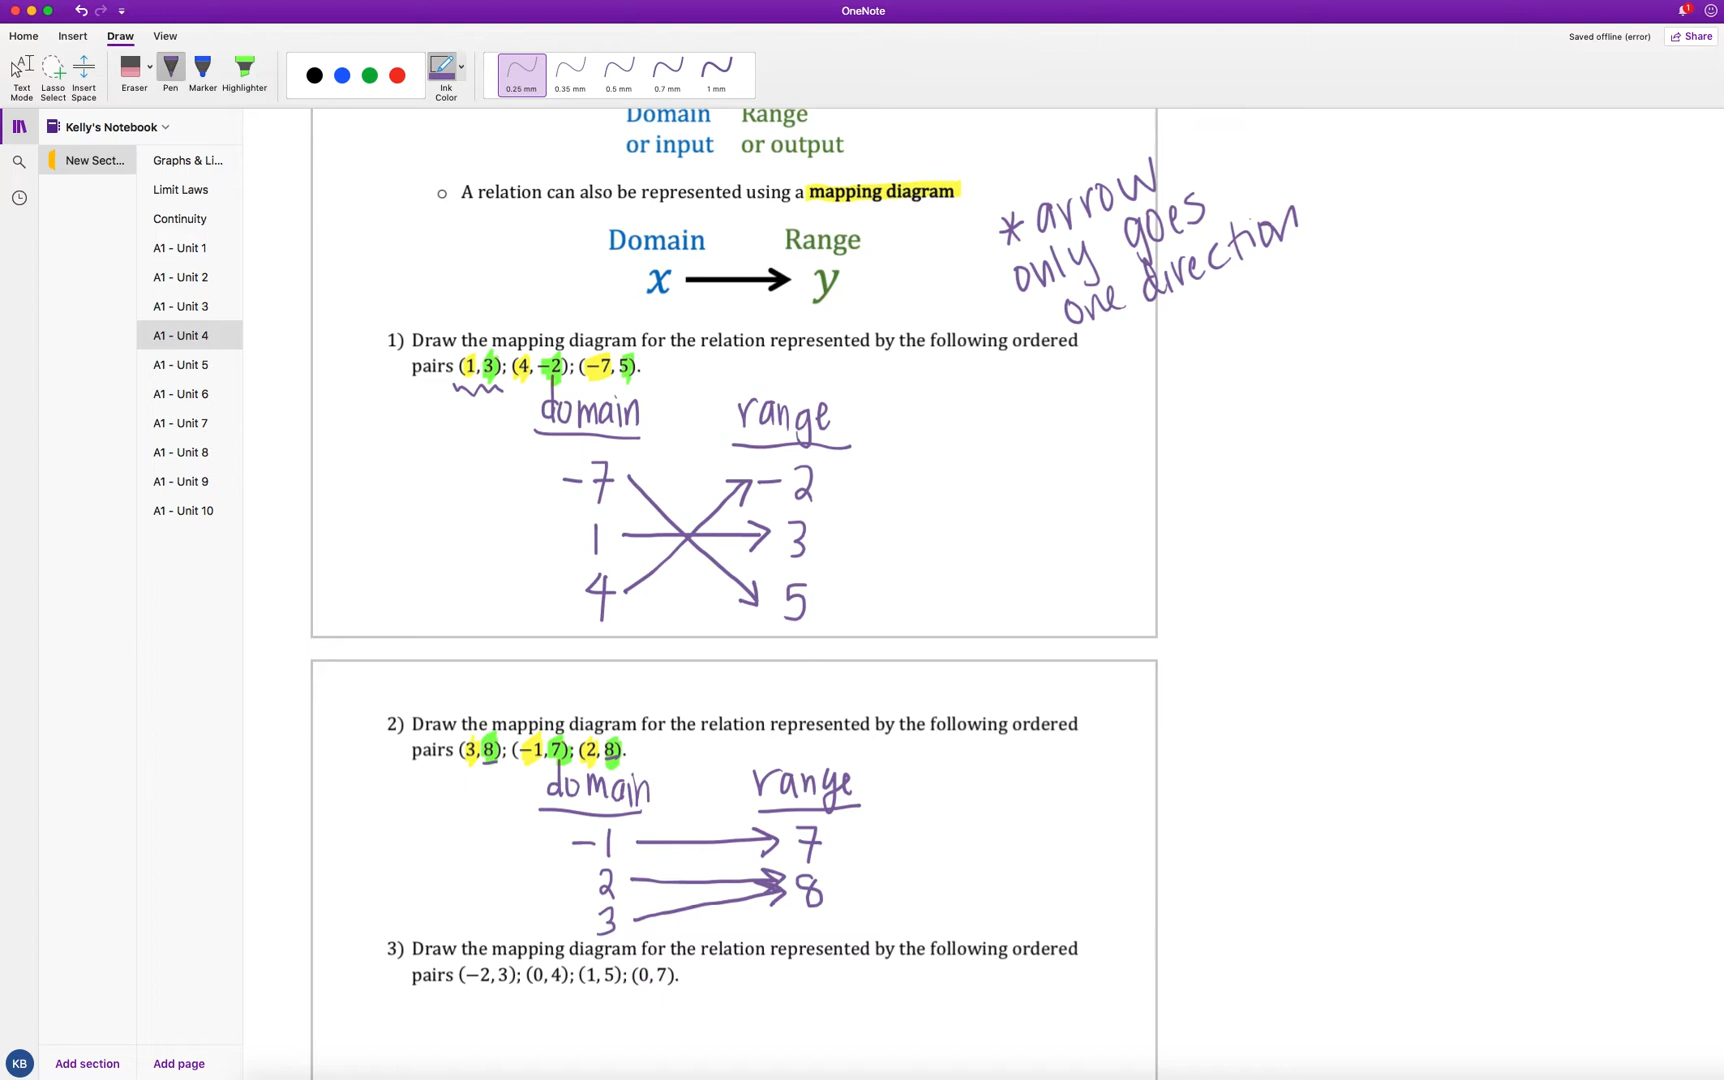 OneNote
1
Home Insert Draw View
Saved offline (error)
Share
Text Mode
Lasso Select
Insert Space
Eraser
Pen
Marker
Highlighter
Ink Color
0.25 mm
0.35 mm
0.5 mm
0.7 mm
1 mm
Kelly's Notebook
New Sect...
Graphs & Li...
Limit Laws
Continuity
A1 - Unit 1
A1 - Unit 2
A1 - Unit 3
A1 - Unit 4
A1 - Unit 5
A1 - Unit 6
A1 - Unit 7
A1 - Unit 8
A1 - Unit 9
A1 - Unit 10
KB
Add section
Add page
Domain Range
or input or output
o A relation can also be represented using a mapping diagram
* arrow
only goes
one direction
Domain Range
x → y
1) Draw the mapping diagram for the relation represented by the following ordered
pairs (1, 3); (4, −2); (−7, 5).
domain range
-7 -2
1 3
4 5
2) Draw the mapping diagram for the relation represented by the following ordered
pairs (3, 8); (−1, 7); (2, 8).
domain range
-1 7
2 8
3
3) Draw the mapping diagram for the relation represented by the following ordered
pairs (−2, 3); (0, 4); (1, 5); (0, 7).